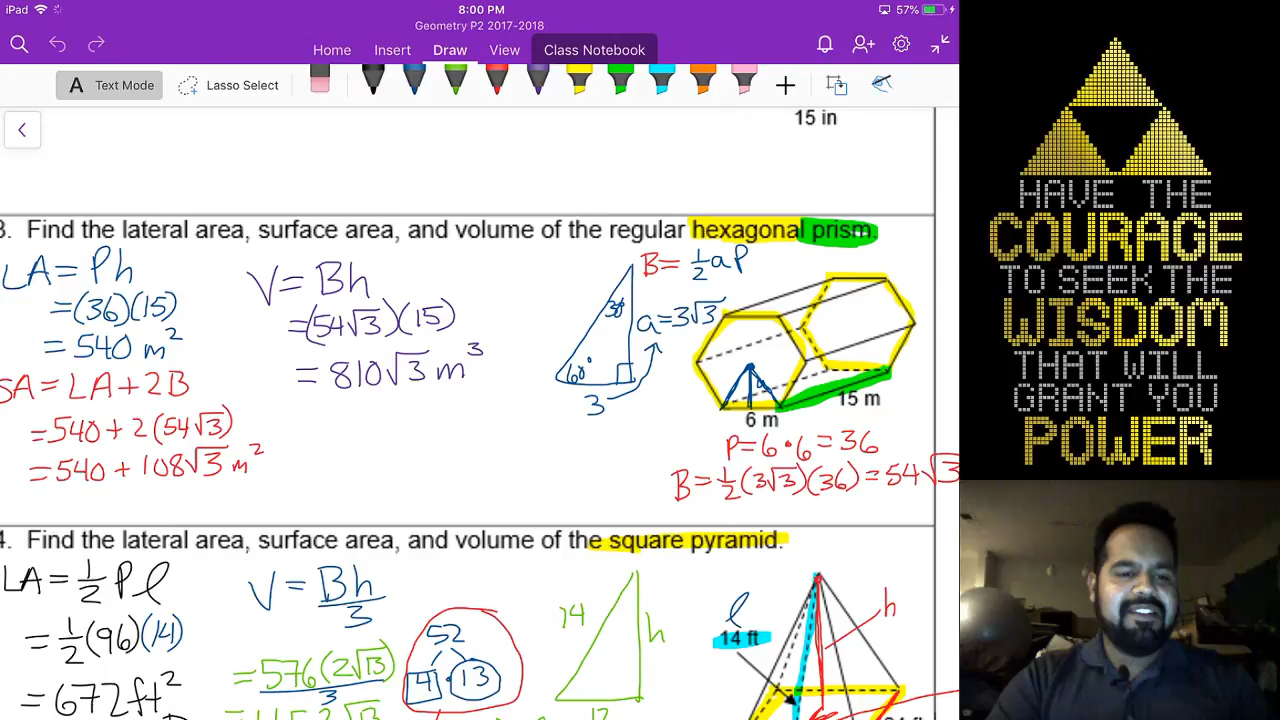 iPad
8:00 PM
57%
Geometry P2 2017-2018
Home Insert Draw View Class Notebook
A Text Mode Lasso Select
15 in
3. Find the lateral area, surface area, and volume of the regular hexagonal prism.
LA = Ph
= (36)(15)
= 540 m²
SA = LA + 2B
= 540 + 2(54√3)
= 540 + 108√3 m²
V = Bh
= (54√3)(15)
= 810√3 m³
30°
60°
3
a = 3√3
B = ½ a P
a
15 m
6 m
P = 6 • 6 = 36
B = ½ (3√3)(36) = 54√3
4. Find the lateral area, surface area, and volume of the square pyramid.
LA = ½ Pℓ
= ½ (96)(14)
= 672 ft²
V = Bh/3
= 576(2√3)/3
52
4 13
14
h
12
ℓ
14 ft
h
HAVE THE
COURAGE
TO SEEK THE
WISDOM
THAT WILL
GRANT YOU
POWER